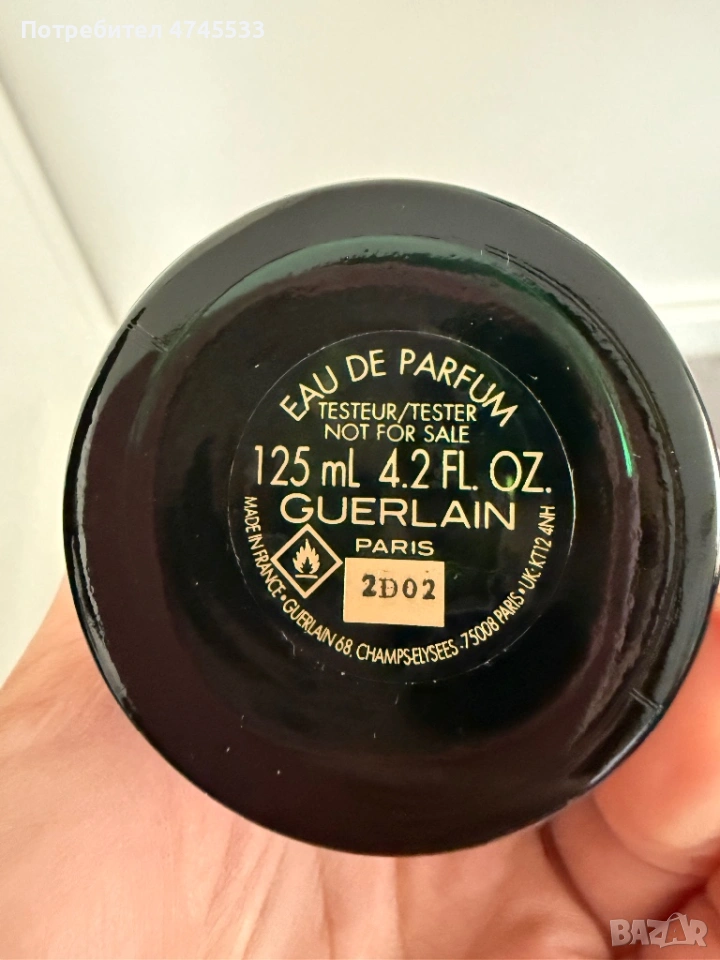 Потребител 4745533
EAU DE PARFUM
TESTEUR/TESTER
NOT FOR SALE
125 mL 4.2 FL. OZ.
GUERLAIN
PARIS
2D02
MADE IN FRANCE • GUERLAIN 68, CHAMPS-ELYSEES 75008 PARIS • UK: KT12 4NH
BAZAR